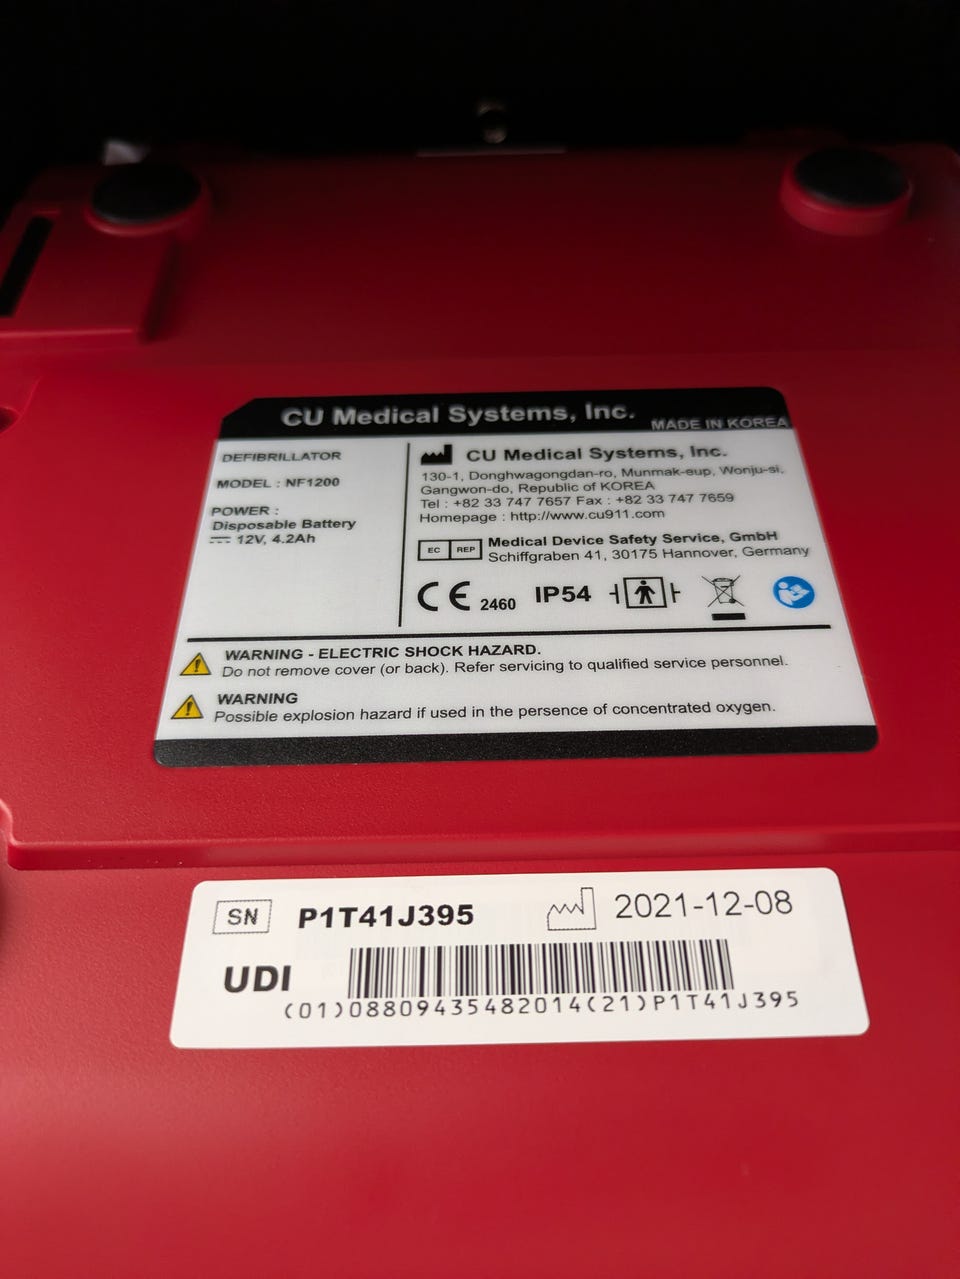 CU Medical Systems, Inc.
MADE IN KOREA
DEFIBRILLATOR
MODEL : NF1200
POWER :
Disposable Battery
12V, 4.2Ah
CU Medical Systems, Inc.
130-1, Donghwagongdan-ro, Munmak-eup, Wonju-si,
Gangwon-do, Republic of KOREA
Tel : +82 33 747 7657 Fax : +82 33 747 7659
Homepage : http://www.cu911.com
EC REP
Medical Device Safety Service, GmbH
Schiffgraben 41, 30175 Hannover, Germany
CE 2460 IP54
WARNING - ELECTRIC SHOCK HAZARD.
Do not remove cover (or back). Refer servicing to qualified service personnel.
WARNING
Possible explosion hazard if used in the persence of concentrated oxygen.
SN P1T41J395 2021-12-08
UDI
(01)08809435482014(21)P1T41J395